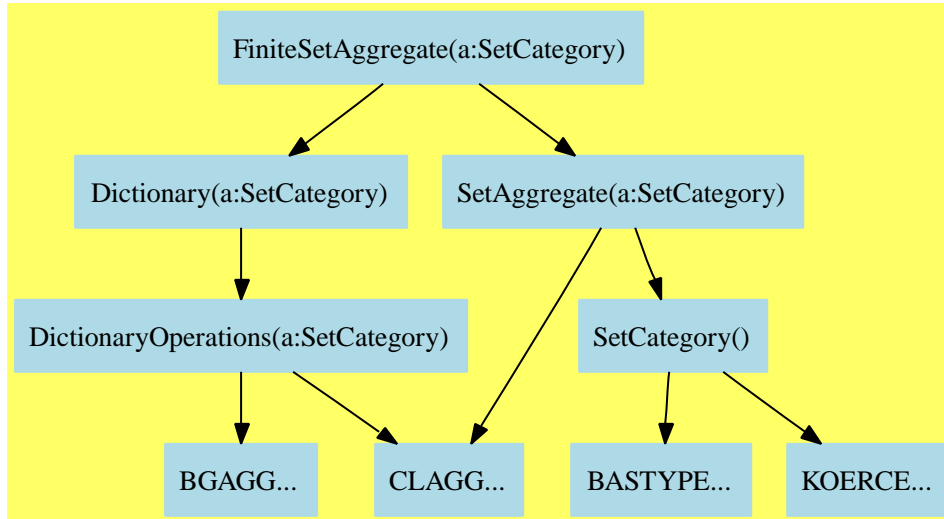 FiniteSetAggregate(a:SetCategory)
Dictionary(a:SetCategory)
SetAggregate(a:SetCategory)
DictionaryOperations(a:SetCategory)
SetCategory()
BGAGG...
CLAGG...
BASTYPE...
KOERCE...